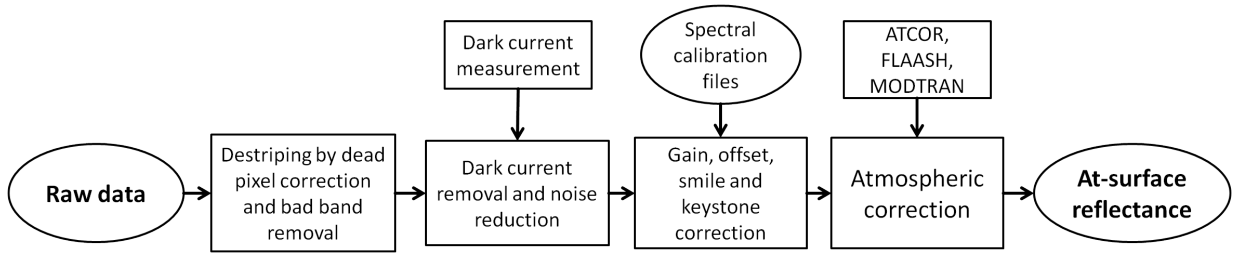 Dark current
measurement
Spectral
calibration
files
ATCOR,
FLAASH,
MODTRAN
Raw data
Destriping by dead
pixel correction
and bad band
removal
Dark current
removal and noise
reduction
Gain, offset,
smile and
keystone
correction
Atmospheric
correction
At-surface
reflectance